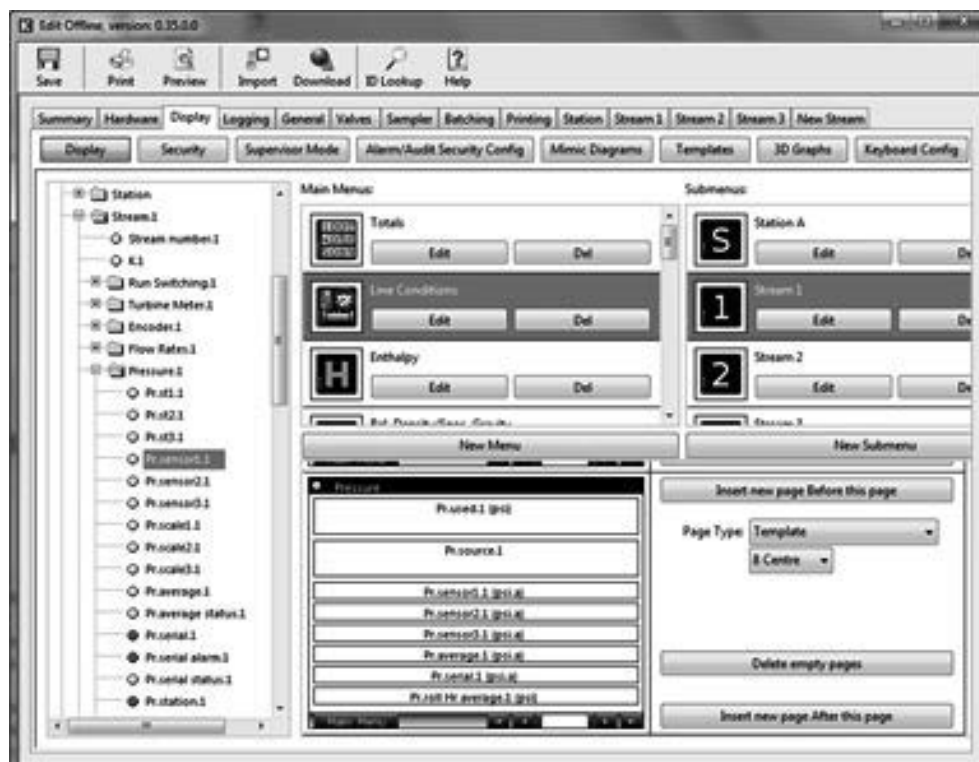 Edit Offline, version: 0.35.0.0
Save Print Preview Import Download ID Lookup Help
Summary Hardware Display Logging General Valves Sampler Batching Printing Station Stream 1 Stream 2 Stream 3 New Stream
Display Security Supervisor Mode Alarm/Audit Security Config Mimic Diagrams Templates 3D Graphs Keyboard Config
Station
Stream.1
Stream number.1
K.1
Run Switching.1
Turbine Meter.1
Encoder.1
Flow Rates.1
Pressure.1
Pr.st1.1
Pr.st2.1
Pr.st3.1
Pr.sensor1.1
Pr.sensor2.1
Pr.sensor3.1
Pr.scale1.1
Pr.scale2.1
Pr.scale3.1
Pr.average.1
Pr.average status.1
Pr.serial.1
Pr.serial alarm.1
Pr.serial status.1
Pr.station.1
Main Menus:
Totals
Edit Del
Line Conditions
Edit Del
H
Enthalpy
Edit Del
New Menu
Submenus:
S
Station A
Edit De
1
Stream 1
Edit De
2
Stream 2
Edit De
Stream 3
New Submenu
Pressure
Pr.used.1 (psi)
Pr.source.1
Pr.sensor1.1 (psi.a)
Pr.sensor2.1 (psi.a)
Pr.sensor3.1 (psi.a)
Pr.average.1 (psi.a)
Pr.serial.1 (psi.a)
Pr.roll Hr average.1 (psi)
Main Menu
Insert new page Before this page
Page Type: Template
8 Centre
Delete empty pages
Insert new page After this page